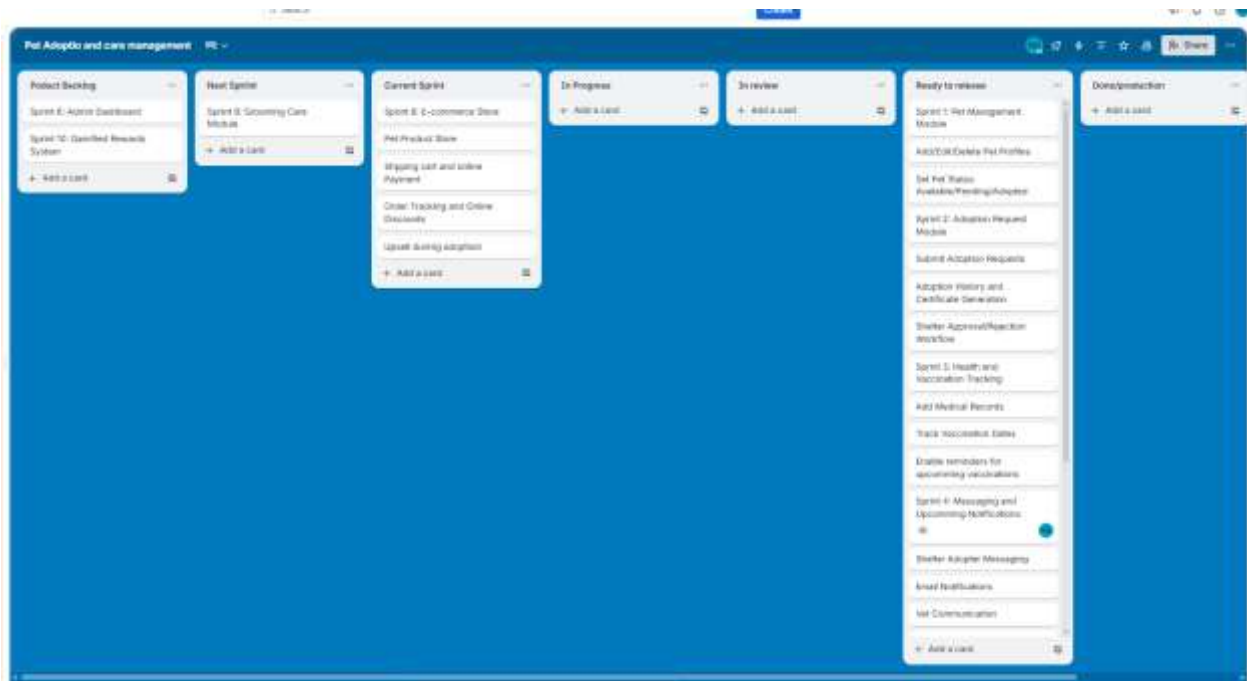 Create
Pet Adoptio and care management
Share
Product Backlog
Sprint 6: Admin Dashboard
Sprint 10: Gamified Rewards
System
+ Add a card
Next Sprint
Sprint 9: Grooming Care
Module
+ Add a card
Current Sprint
Sprint 8: E-commerce Store
Pet Product Store
Shipping cart and online
Payment
Order Tracking and Online
Discounts
Upsell during adoption
+ Add a card
In Progress
+ Add a card
In review
+ Add a card
Ready to release
Sprint 1: Pet Management
Module
Add/Edit/Delete Pet Profiles
Set Pet Status
Available/Pending/Adopted
Sprint 2: Adoption Request
Module
Submit Adoption Requests
Adoption History and
Certificate Generation
Shelter Approval/Rejection
Workflow
Sprint 3: Health and
Vaccination Tracking
Add Medical Records
Track Vaccination Dates
Enable reminders for
upcomming vaccinations
Sprint 4: Messaging and
Upcomming Notifications
Shelter Adopter Messaging
Email Notifications
Vet Communication
+ Add a card
Done/production
+ Add a card